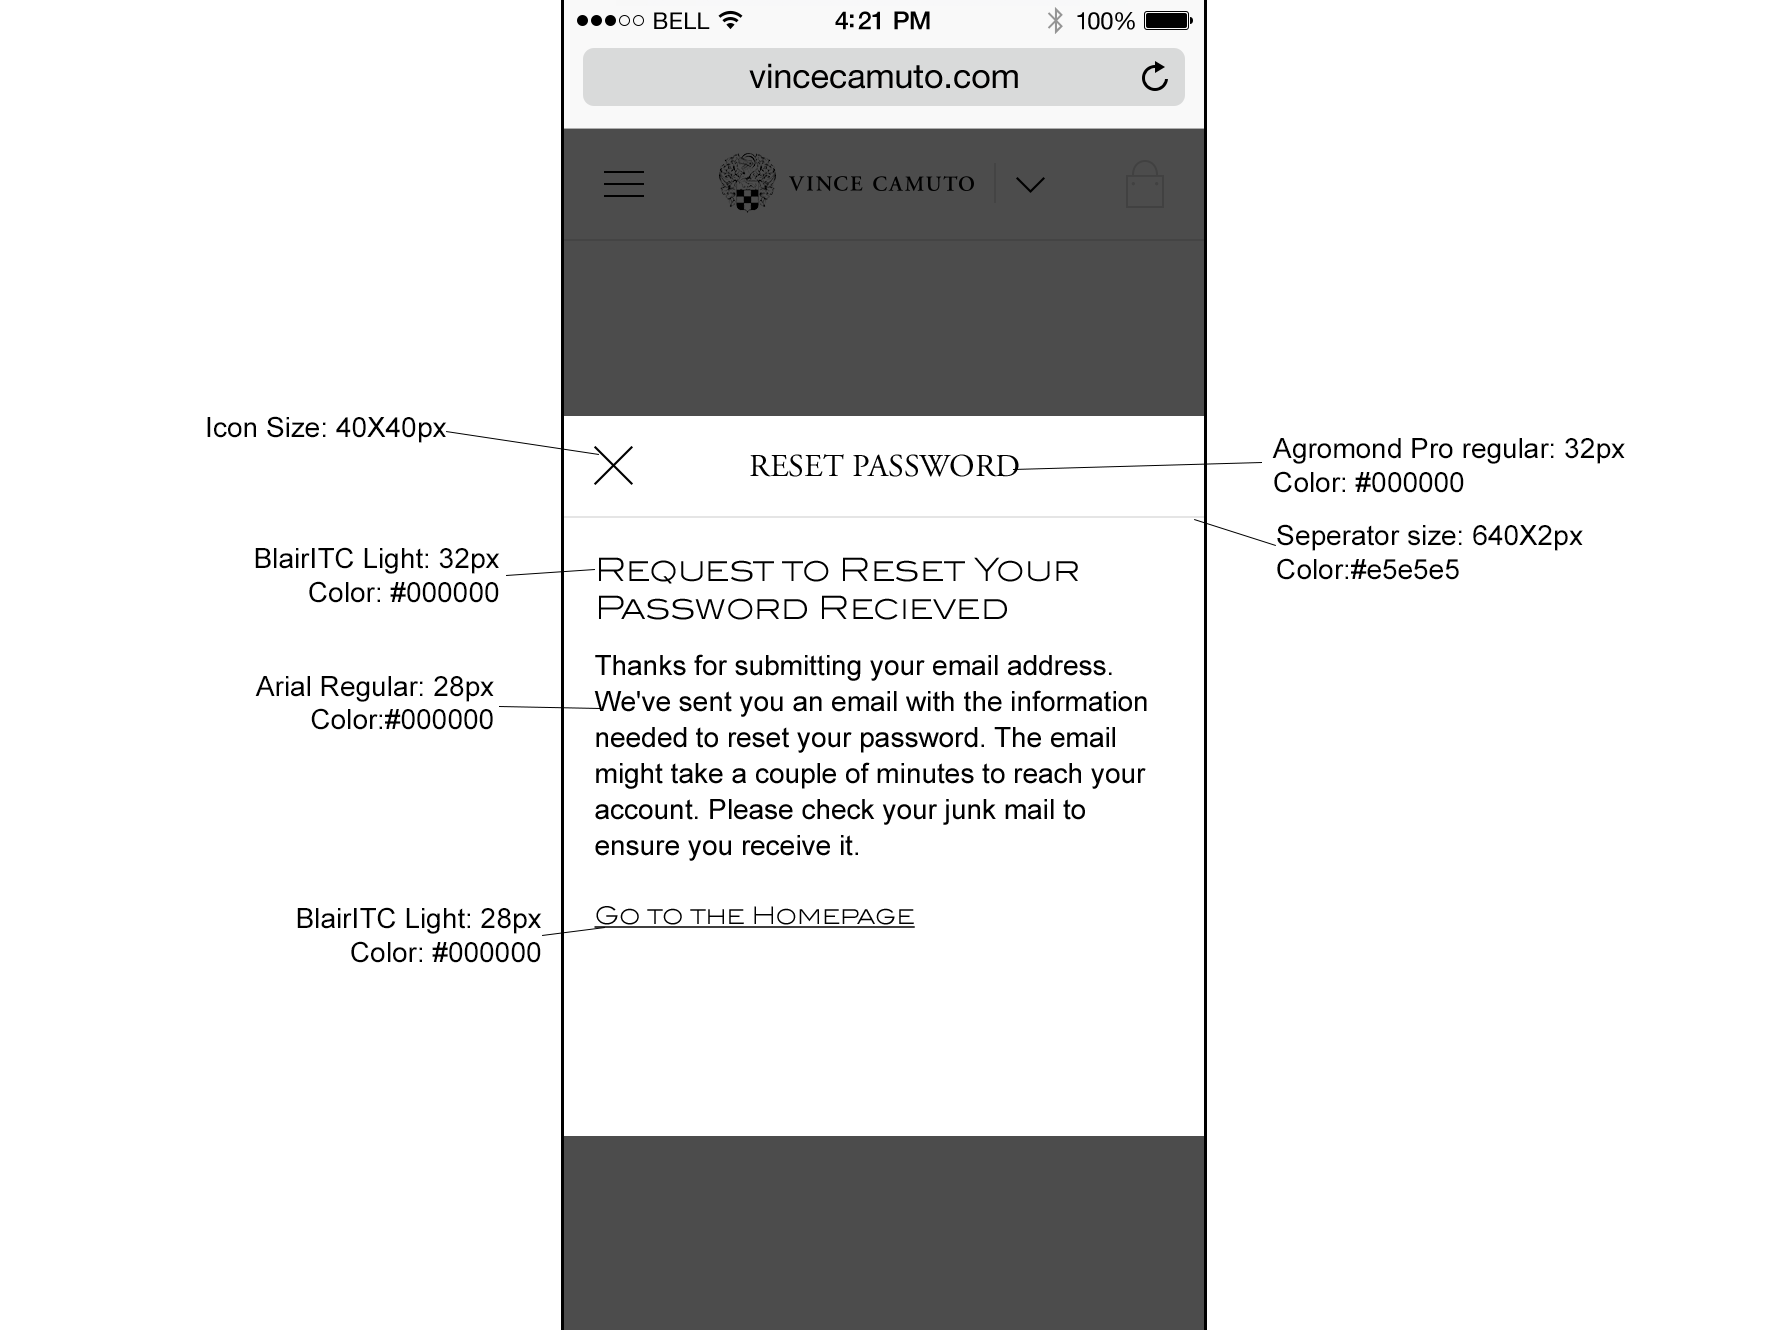 BELL 4:21 PM 100%
vincecamuto.com
VINCE CAMUTO
Icon Size: 40X40px
RESET PASSWORD
Agromond Pro regular: 32px
Color: #000000
Seperator size: 640X2px
Color:#e5e5e5
BlairITC Light: 32px
Color: #000000
Request to Reset Your
Password Recieved
Arial Regular: 28px
Color:#000000
Thanks for submitting your email address.
We've sent you an email with the information
needed to reset your password. The email
might take a couple of minutes to reach your
account. Please check your junk mail to
ensure you receive it.
BlairITC Light: 28px
Color: #000000
Go to the Homepage